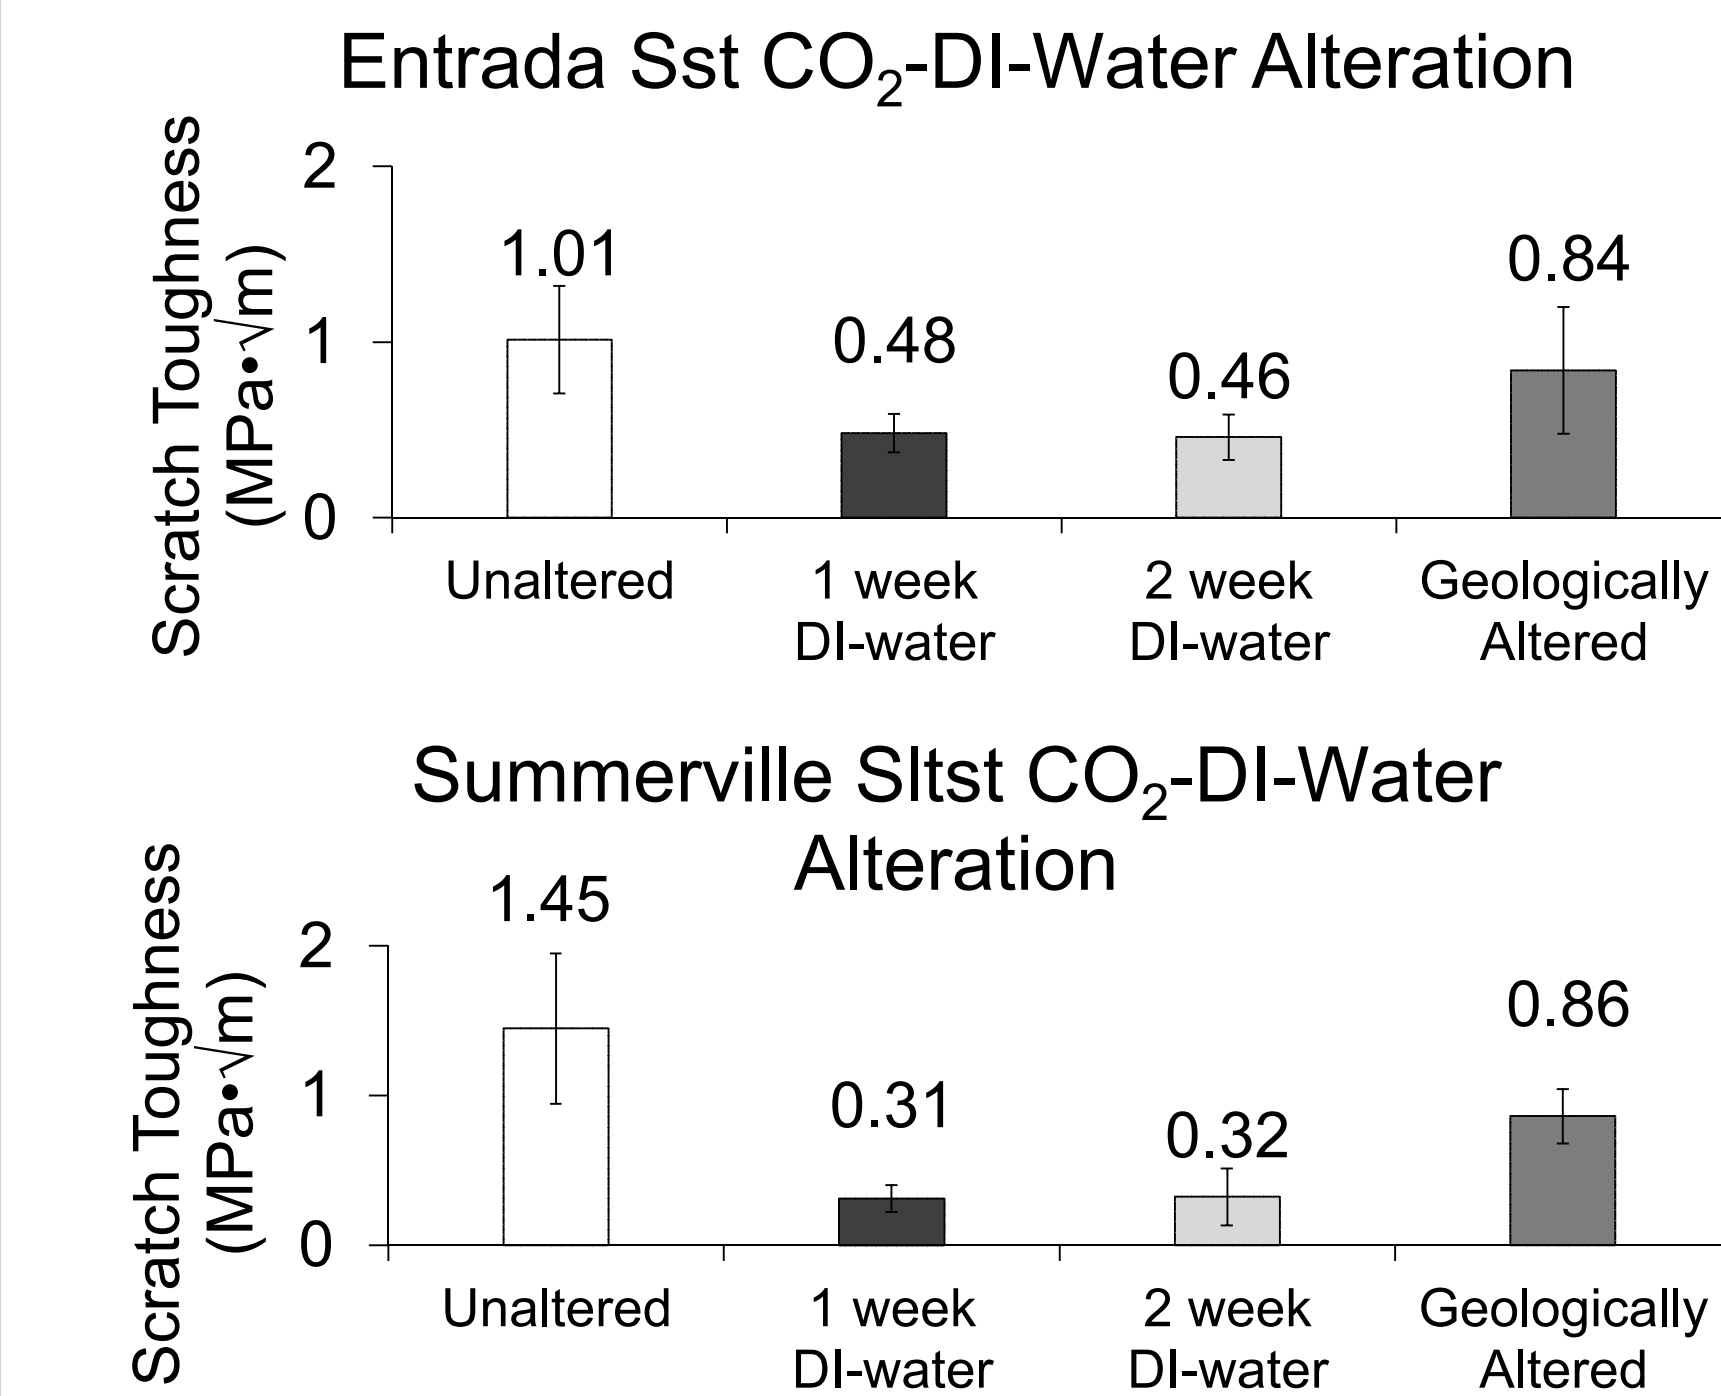 Entrada Sst CO₂-DI-Water Alteration
Scratch Toughness
(MPa•√m)
2
1
0
1.01
0.48
0.46
0.84
Unaltered
1 week
DI-water
2 week
DI-water
Geologically
Altered
Summerville Sltst CO₂-DI-Water
Alteration
Scratch Toughness
(MPa•√m)
2
1
0
1.45
0.31
0.32
0.86
Unaltered
1 week
DI-water
2 week
DI-water
Geologically
Altered